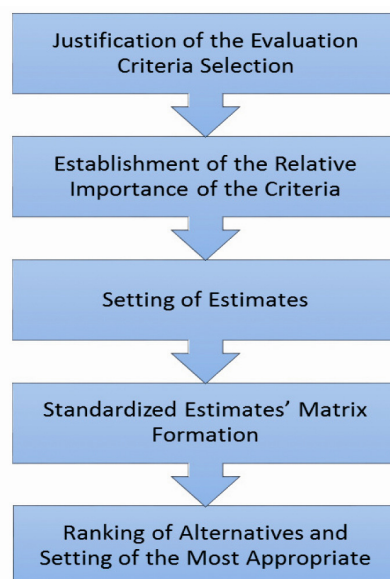 Justification of the Evaluation
Criteria Selection
Establishment of the Relative
Importance of the Criteria
Setting of Estimates
Standardized Estimates’ Matrix
Formation
Ranking of Alternatives and
Setting of the Most Appropriate